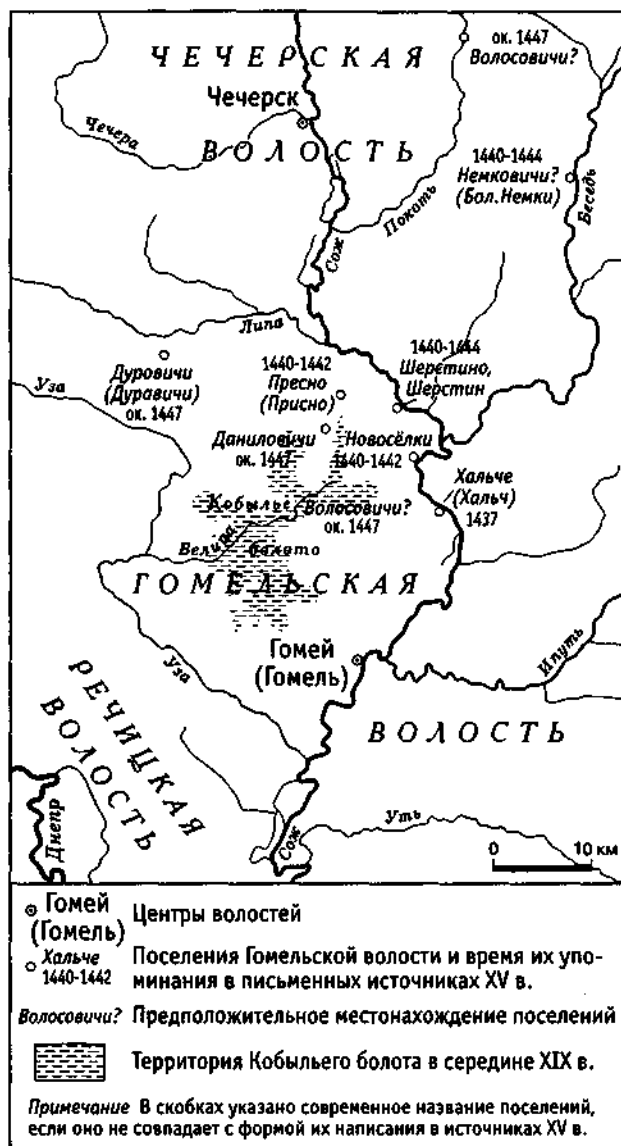 ок. 1447
Волосовичи?
ЧЕЧЕРСКАЯ
Чечерск
Чечера
ВОЛОСТЬ
1440-1444
Немковичи?
(Бол. Немки)
Покоть
Беседь
Сож
Липа
Дуровичи
(Дуравичи)
ок. 1447
Уза
1440-1442
Пресно
(Присно)
1440-1444
Шерстино,
Шерстин
Даниловичи
ок. 1447
Новосёлки
1440-1442
Хальче
(Хальч)
1437
Кобылье
Волосовичи?
ок. 1447
Велира
болото
ГОМЕЛЬСКАЯ
Гомей
(Гомель)
Уза
Ипуть
РЕЧИЦКАЯ
ВОЛОСТЬ
ВОЛОСТЬ
Днепр
Сож
Уть
0 10 км
Гомей
(Гомель)
Центры волостей
Хальче
1440-1442
Поселения Гомельской волости и время их упо-
минания в письменных источниках XV в.
Волосовичи? Предположительное местонахождение поселений
Территория Кобыльего болота в середине XIX в.
Примечание В скобках указано современное название поселений,
если оно не совпадает с формой их написания в источниках XV в.